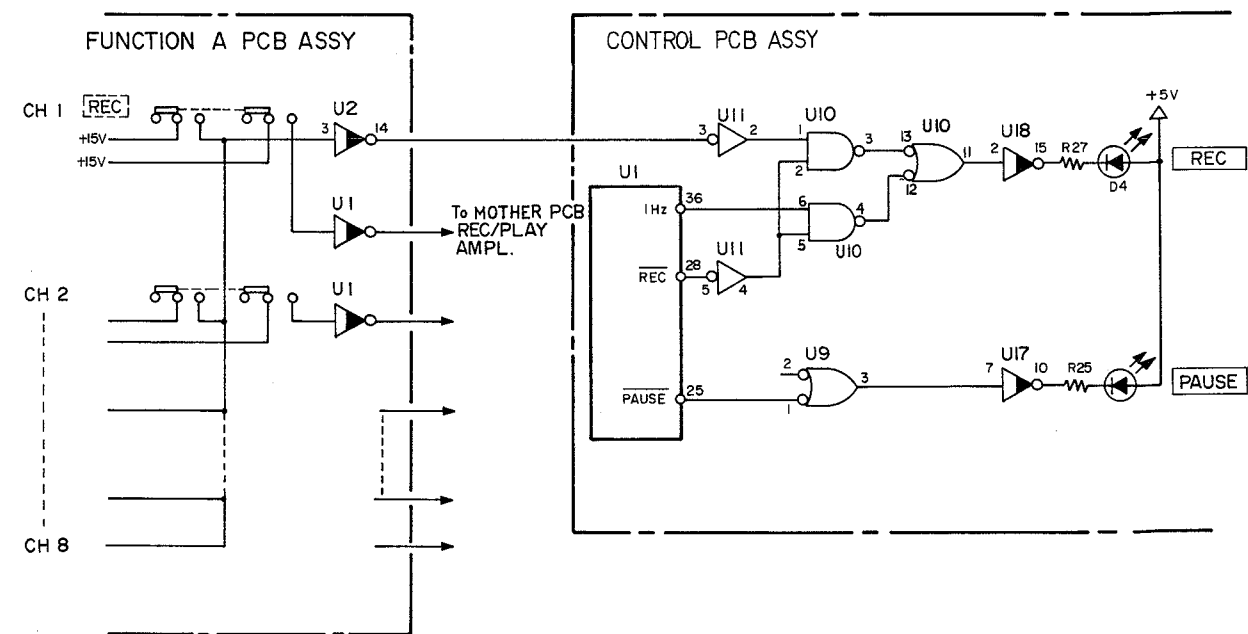 FUNCTION A PCB ASSY
CONTROL PCB ASSY
CH 1
REC
+15V
+15V
3
U2
14
U1
To MOTHER PCB
REC/PLAY
AMPL.
CH 2
U1
CH 8
3
U11
2
1
2
U10
3
13
12
U10
11
2
U18
15
R27
D4
+5V
REC
U1
1Hz
36
6
5
4
U10
REC
28
5
U11
4
PAUSE
25
2
1
U9
3
7
U17
10
R25
PAUSE